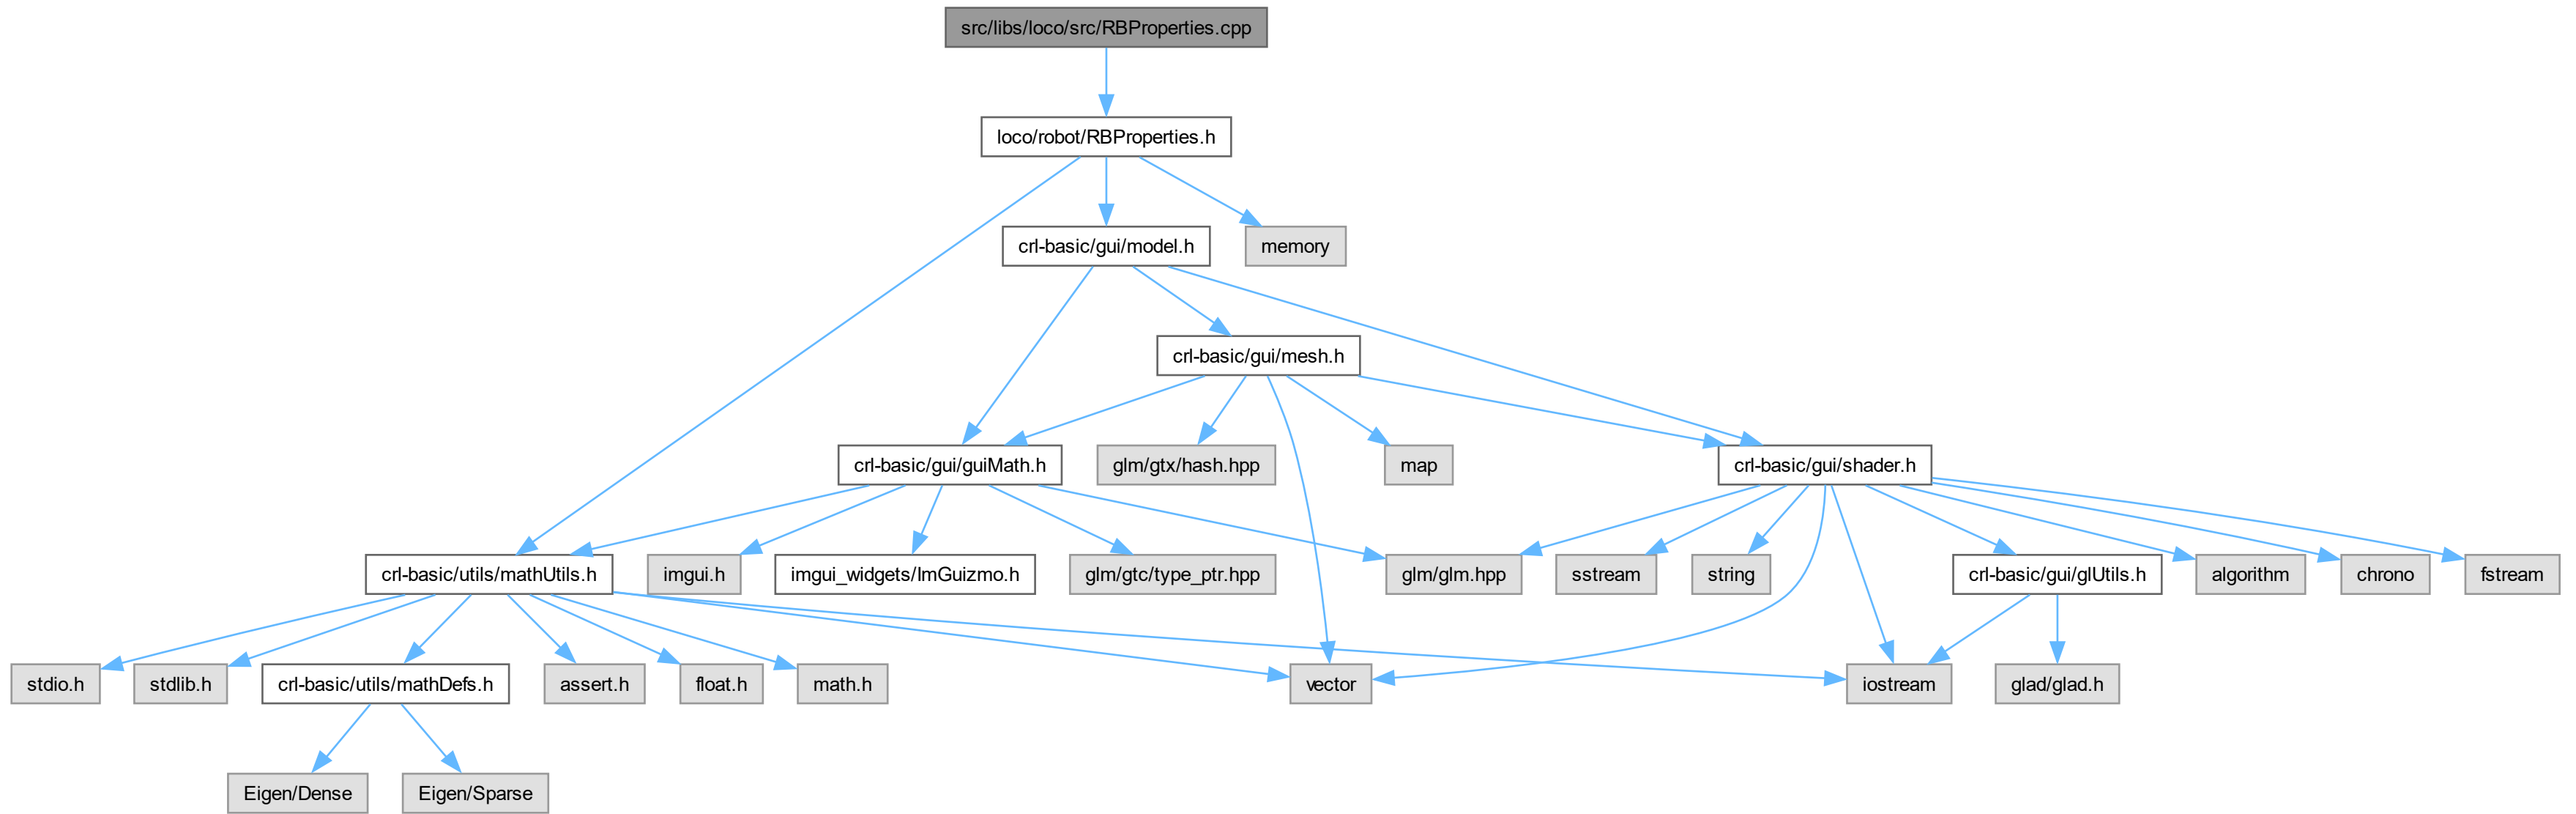 src/libs/loco/src/RBProperties.cpp
loco/robot/RBProperties.h
crl-basic/gui/model.h
memory
crl-basic/gui/mesh.h
crl-basic/gui/guiMath.h
glm/gtx/hash.hpp
map
crl-basic/gui/shader.h
crl-basic/utils/mathUtils.h
imgui.h
imgui_widgets/ImGuizmo.h
glm/gtc/type_ptr.hpp
glm/glm.hpp
sstream
string
crl-basic/gui/glUtils.h
algorithm
chrono
fstream
stdio.h
stdlib.h
crl-basic/utils/mathDefs.h
assert.h
float.h
math.h
vector
iostream
glad/glad.h
Eigen/Dense
Eigen/Sparse